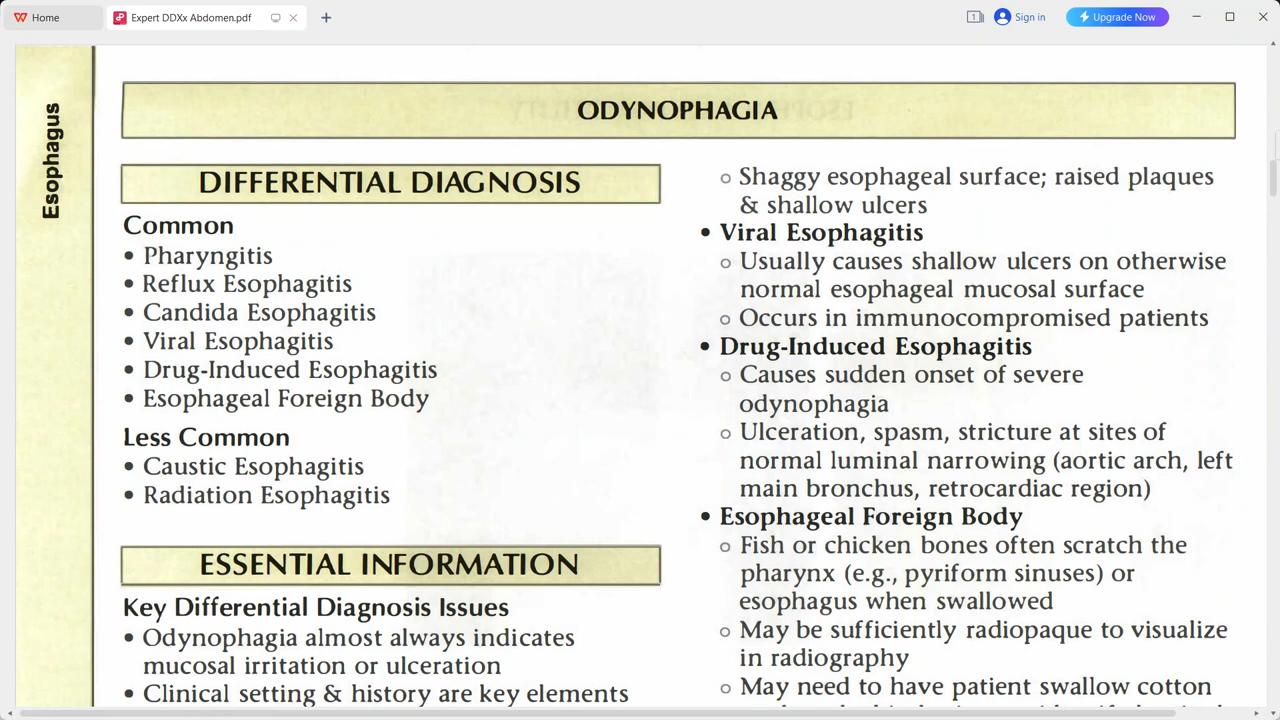 Home
Expert DDXx Abdomen.pdf
1
Sign in
Upgrade Now
Esophagus
ODYNOPHAGIA
DIFFERENTIAL DIAGNOSIS
Common
• Pharyngitis
• Reflux Esophagitis
• Candida Esophagitis
• Viral Esophagitis
• Drug-Induced Esophagitis
• Esophageal Foreign Body
Less Common
• Caustic Esophagitis
• Radiation Esophagitis
ESSENTIAL INFORMATION
Key Differential Diagnosis Issues
• Odynophagia almost always indicates
mucosal irritation or ulceration
• Clinical setting & history are key elements
○ Shaggy esophageal surface; raised plaques
& shallow ulcers
• Viral Esophagitis
○ Usually causes shallow ulcers on otherwise
normal esophageal mucosal surface
○ Occurs in immunocompromised patients
• Drug-Induced Esophagitis
○ Causes sudden onset of severe
odynophagia
○ Ulceration, spasm, stricture at sites of
normal luminal narrowing (aortic arch, left
main bronchus, retrocardiac region)
• Esophageal Foreign Body
○ Fish or chicken bones often scratch the
pharynx (e.g., pyriform sinuses) or
esophagus when swallowed
○ May be sufficiently radiopaque to visualize
in radiography
○ May need to have patient swallow cotton